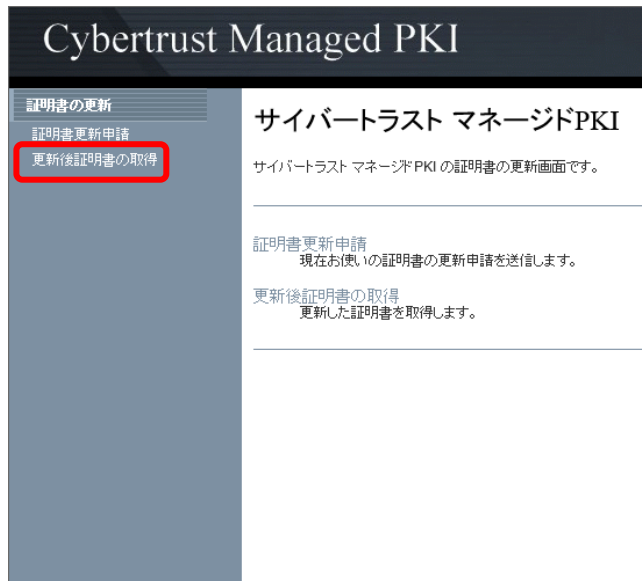 Cybertrust Managed PKI
証明書の更新
証明書更新申請
更新後証明書の取得
サイバートラスト マネージドPKI
サイバートラスト マネージド PKI の証明書の更新画面です。
証明書更新申請
現在お使いの証明書の更新申請を送信します。
更新後証明書の取得
更新した証明書を取得します。